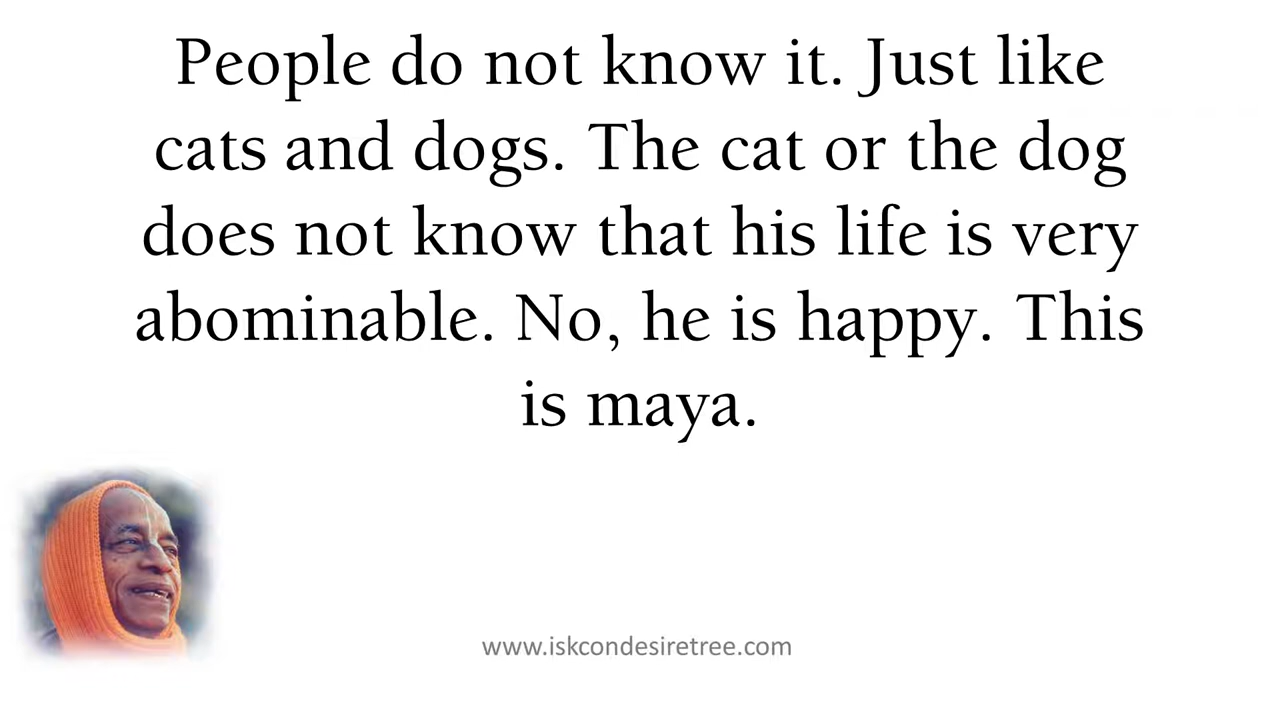 People do not know it. Just like
cats and dogs. The cat or the dog
does not know that his life is very
abominable. No, he is happy. This
is maya.
www.iskcondesiretree.com